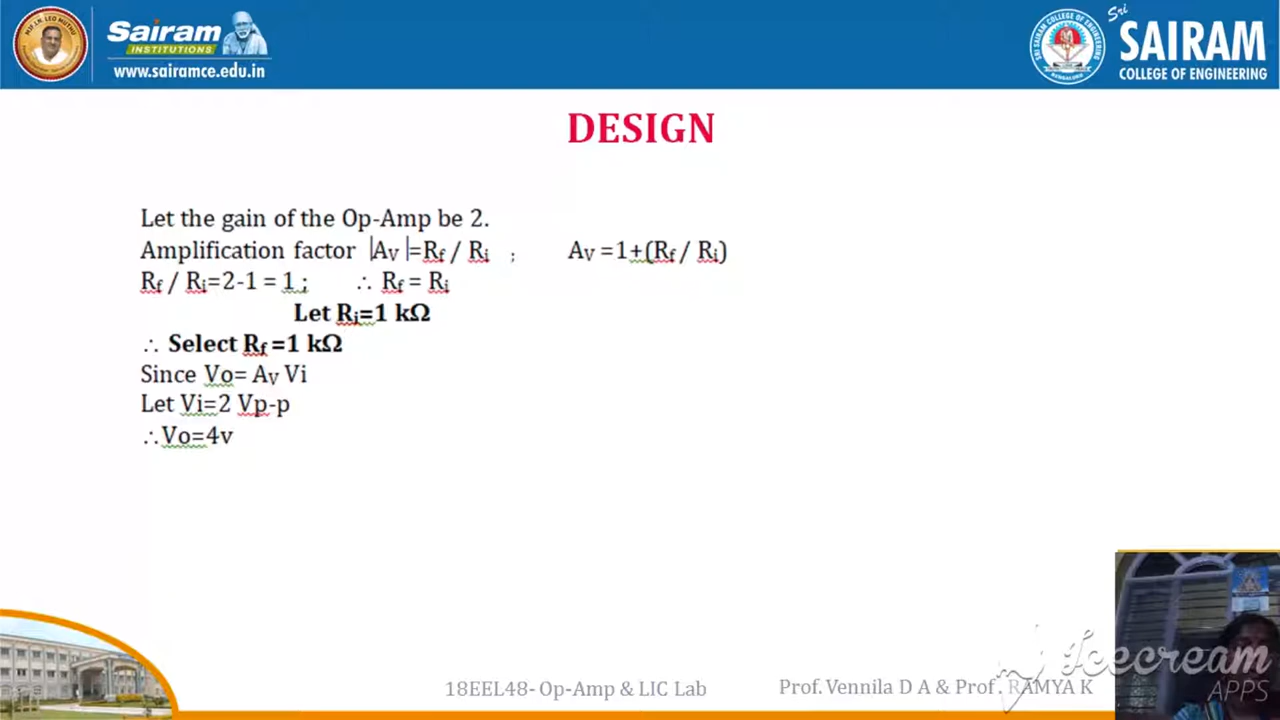 Sairam
INSTITUTIONS
www.sairamce.edu.in
Sri
SAIRAM
COLLEGE OF ENGINEERING
DESIGN
Let the gain of the Op-Amp be 2.
Amplification factor |Av |=Rf / Ri ; Av =1+(Rf / Ri)
Rf / Ri=2-1 = 1 ; ∴ Rf = Ri
Let Ri=1 kΩ
∴ Select Rf =1 kΩ
Since Vo= Av Vi
Let Vi=2 Vp-p
∴Vo=4v
18EEL48- Op-Amp & LIC Lab
Prof. Vennila D A & Prof . RAMYA K
Icecream
APPS